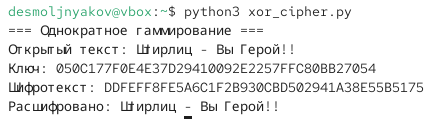 desmoljnyakov@vbox:~$ python3 xor_cipher.py
=== Однократное гаммирование ===
Открытый текст: Штирлиц - Вы Герой!!
Ключ: 050C177F0E4E37D29410092E2257FFC80BB27054
Шифротекст: DDFEFF8FE5A6C1F2B930CBD502941A38E55B5175
Расшифровано: Штирлиц - Вы Герой!!